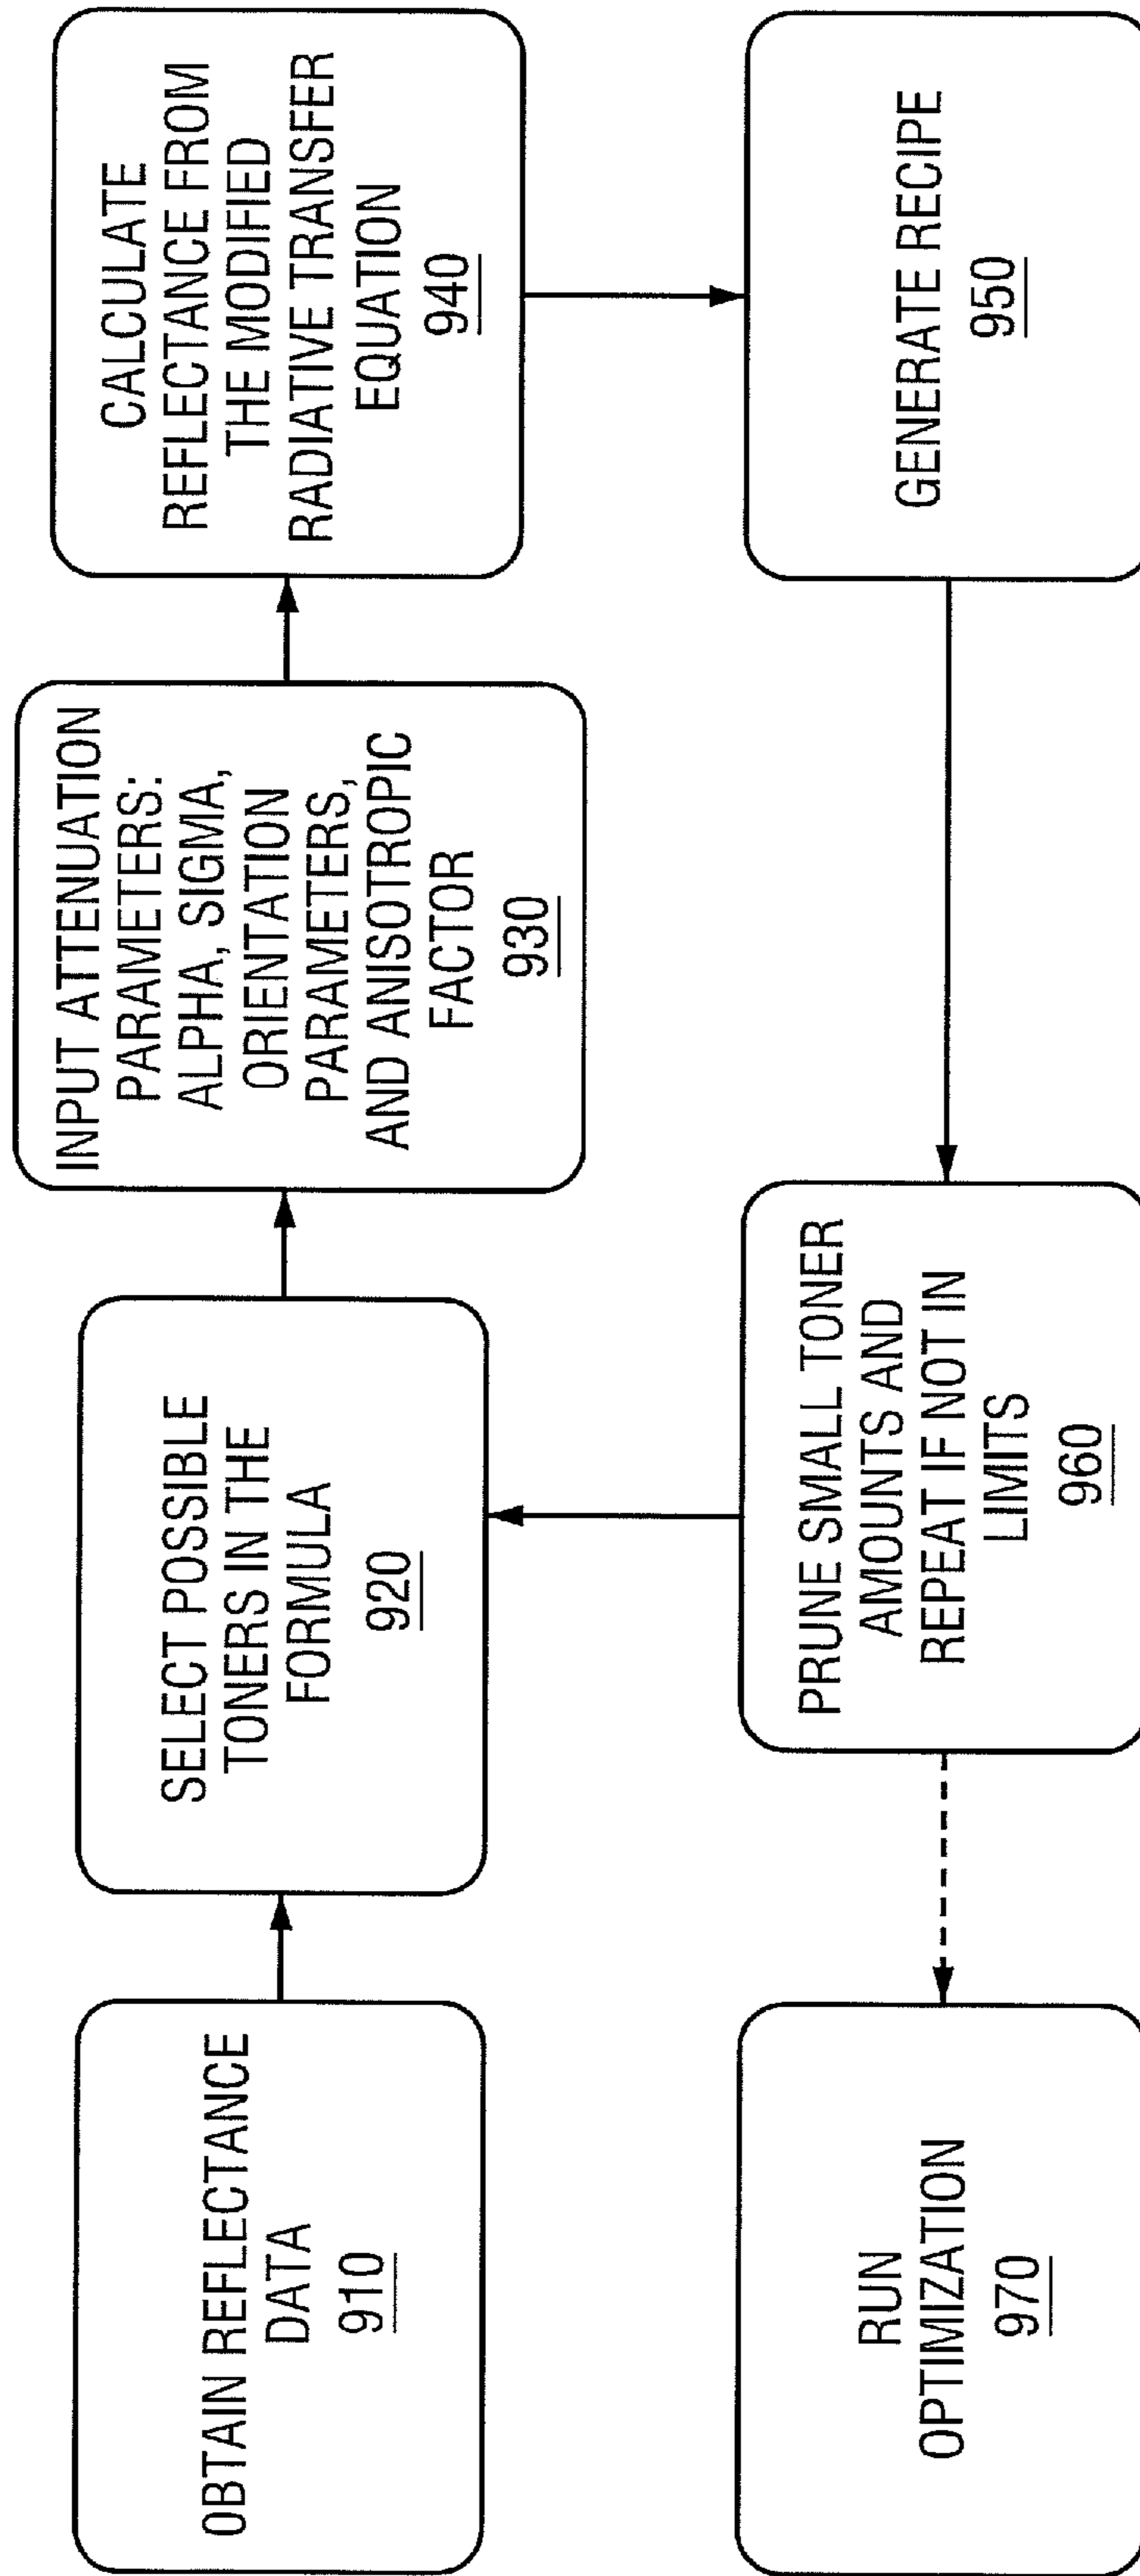 OBTAIN REFLECTANCE
DATA
910
SELECT POSSIBLE
TONERS IN THE
FORMULA
920
INPUT ATTENUATION
PARAMETERS:
ALPHA, SIGMA,
ORIENTATION
PARAMETERS,
AND ANISOTROPIC
FACTOR
930
CALCULATE
REFLECTANCE FROM
THE MODIFIED
RADIATIVE TRANSFER
EQUATION
940
GENERATE RECIPE
950
PRUNE SMALL TONER
AMOUNTS AND
REPEAT IF NOT IN
LIMITS
960
RUN
OPTIMIZATION
970